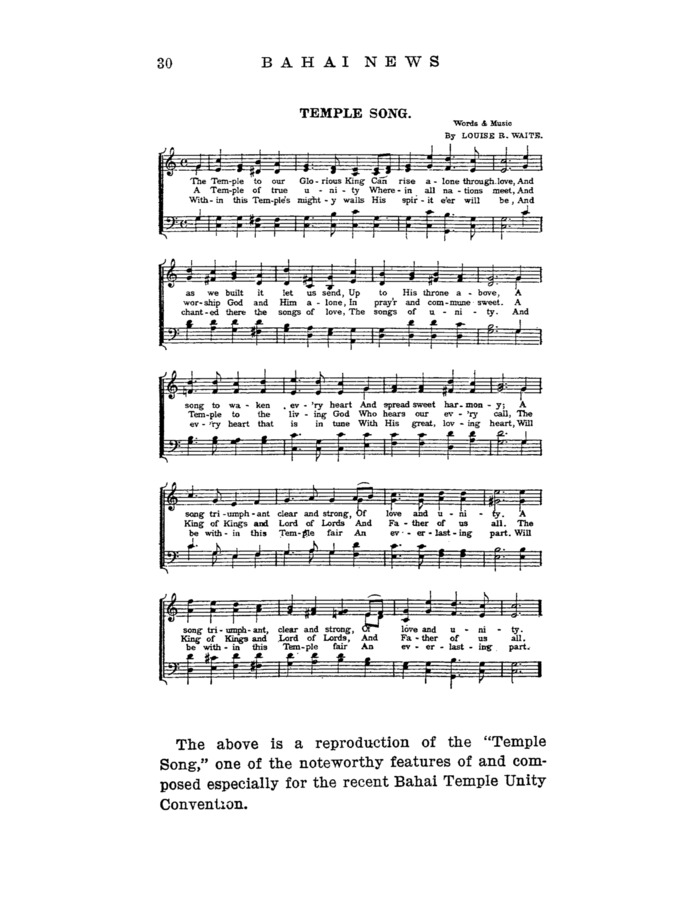 30
BAHAI NEWS
TEMPLE SONG.
Words & Music
By LOUISE R. WAITE.
The Tem-ple to our Glo-rious King Can rise a-lone through love, And
A Tem-ple of true u-ni-ty Where-in all na-tions meet, And
With-in this Tem-ple's might-y walls His spir-it e'er will be, And
as we built it let us send, Up to His throne a-bove, A
wor-ship God and Him a-lone, In pray'r and com-mune sweet. A
chant-ed there the songs of love, The songs of u-ni-ty. And
song to wa-ken ev-'ry heart And spread sweet har-mon-y; A
Tem-ple to the liv-ing God Who hears our ev-'ry call, The
ev-'ry heart that is in tune With His great, lov-ing heart, Will
song tri-umph-ant clear and strong, Of love and u-ni-ty. A
King of Kings and Lord of Lords And Fa-ther of us all. The
be with-in this Tem-ple fair An ev-er-last-ing part. Will
song tri-umph-ant, clear and strong, Of love and u-ni-ty.
King of Kings and Lord of Lords, And Fa-ther of us all.
be with-in this Tem-ple fair An ev-er-last-ing part.
The above is a reproduction of the "Temple
Song," one of the noteworthy features of and com-
posed especially for the recent Bahai Temple Unity
Convention.